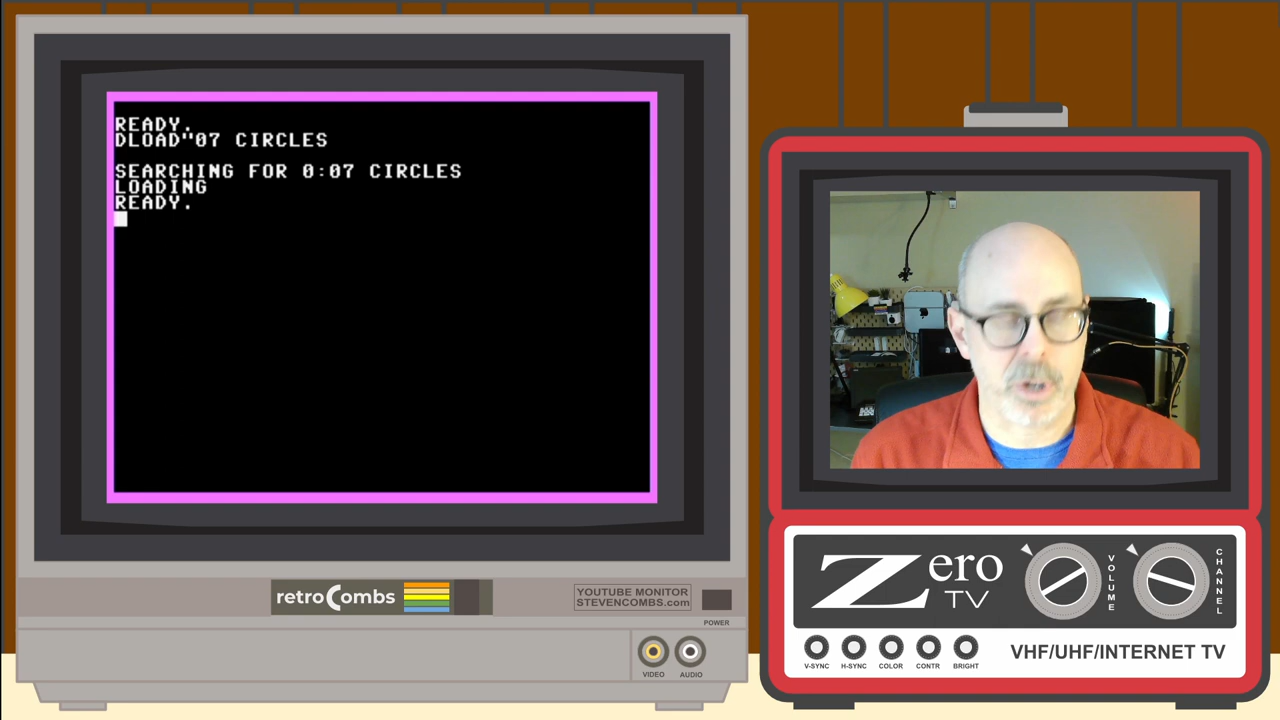 READY.
DLOAD"07 CIRCLES
SEARCHING FOR 0:07 CIRCLES
LOADING
READY.
retroCombs
YOUTUBE MONITOR
STEVENCOMBS.com
POWER
VIDEO
AUDIO
Zero
TV
VOLUME
CHANNEL
V-SYNC
H-SYNC
COLOR
CONTR
BRIGHT
VHF/UHF/INTERNET TV